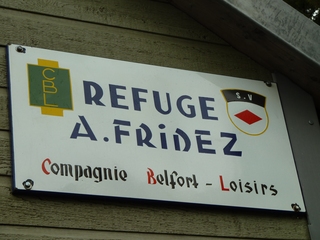 CBL
REFUGE
S.V
A.FRIDEZ
Compagnie Belfort - Loisirs